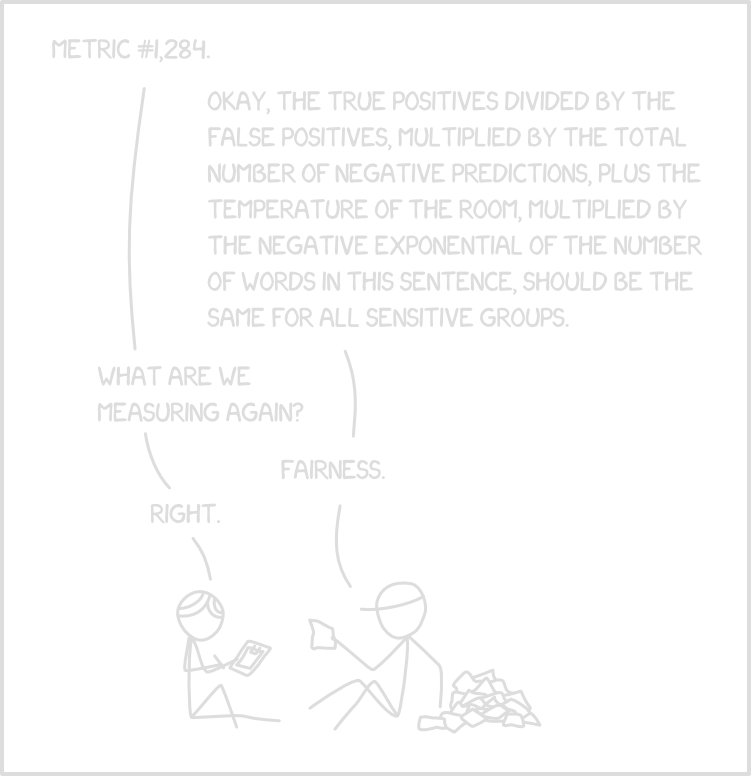 METRIC #1,284.
OKAY, THE TRUE POSITIVES DIVIDED BY THE
FALSE POSITIVES, MULTIPLIED BY THE TOTAL
NUMBER OF NEGATIVE PREDICTIONS, PLUS THE
TEMPERATURE OF THE ROOM, MULTIPLIED BY
THE NEGATIVE EXPONENTIAL OF THE NUMBER
OF WORDS IN THIS SENTENCE, SHOULD BE THE
SAME FOR ALL SENSITIVE GROUPS.
WHAT ARE WE
MEASURING AGAIN?
FAIRNESS.
RIGHT.